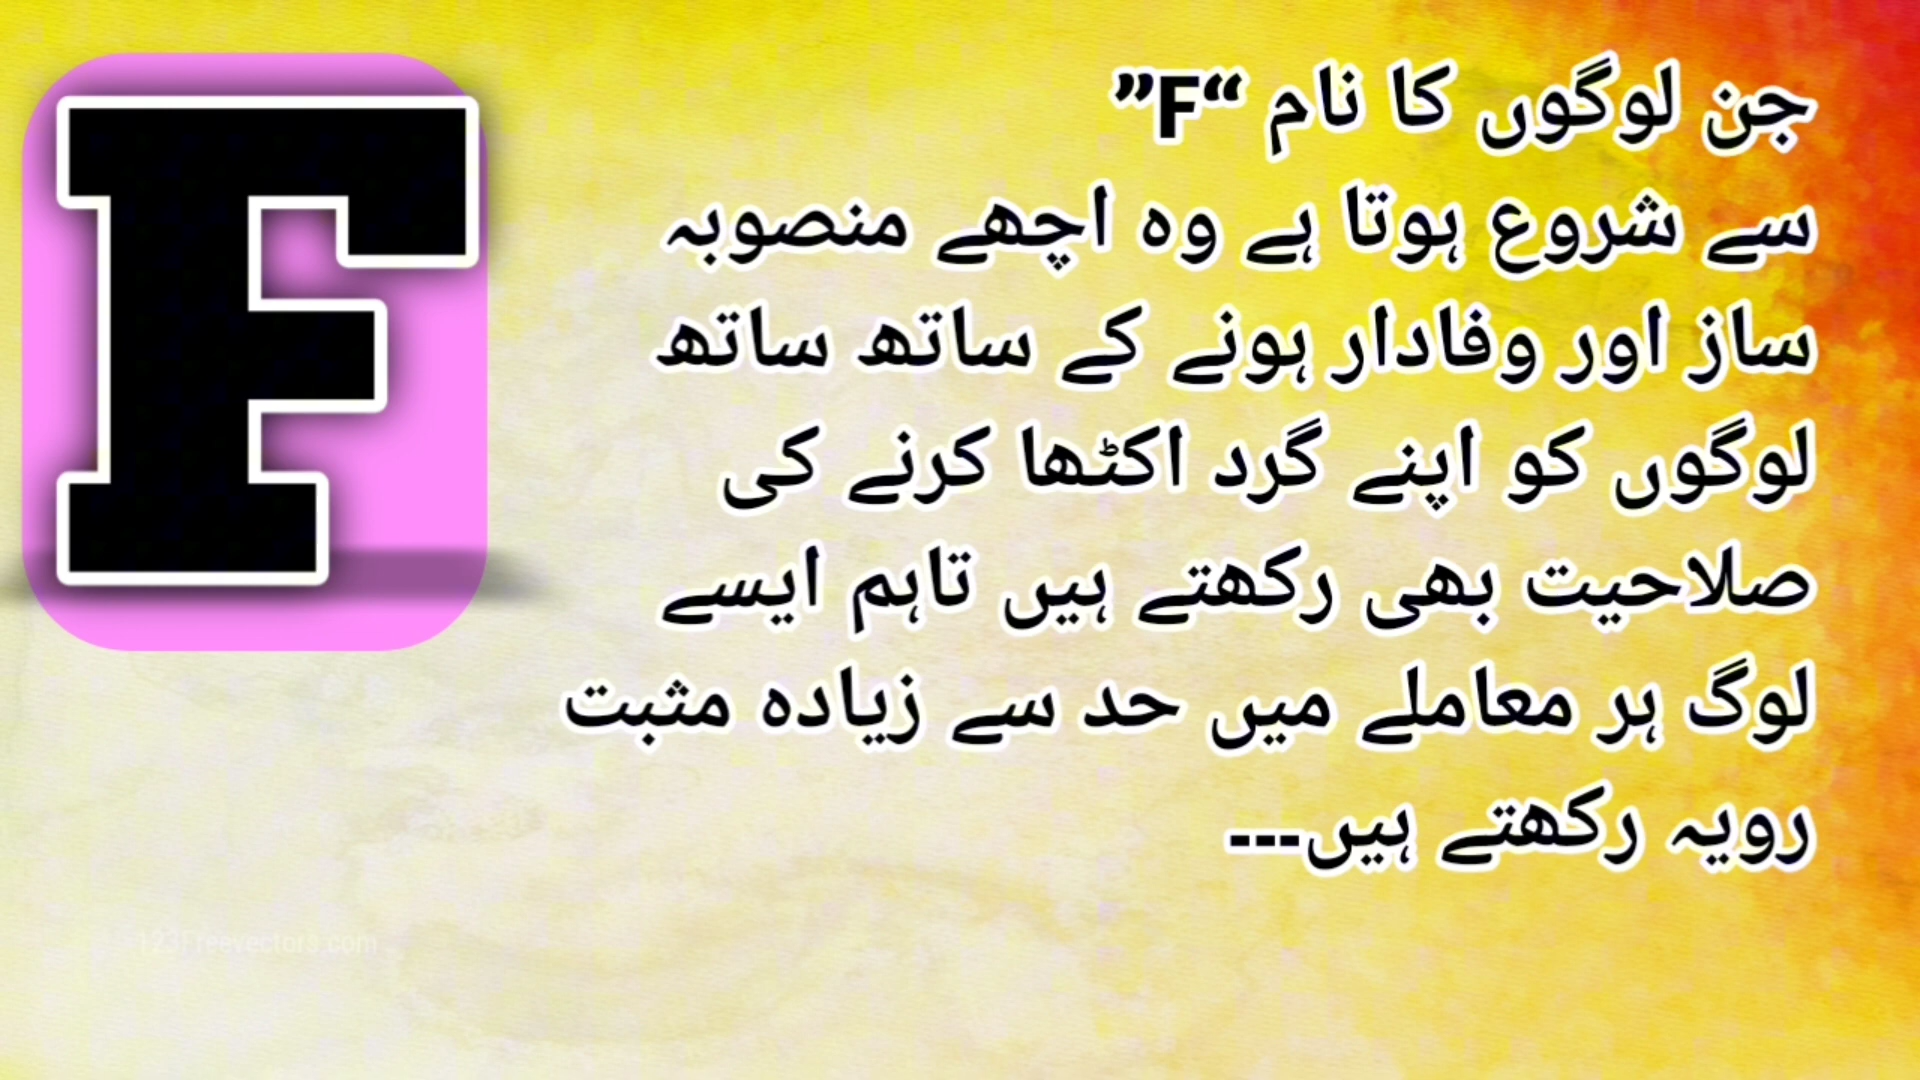 F
جن لوگوں کا نام “F”
سے شروع ہوتا ہے وہ اچھے منصوبہ
ساز اور وفادار ہونے کے ساتھ ساتھ
لوگوں کو اپنے گرد اکٹھا کرنے کی
صلاحیت بھی رکھتے ہیں تاہم ایسے
لوگ ہر معاملے میں حد سے زیادہ مثبت
رویہ رکھتے ہیں---
123Freevectors.com